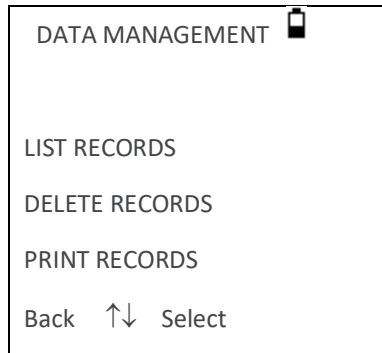 DATA MANAGEMENT
LIST RECORDS
DELETE RECORDS
PRINT RECORDS
Back ↑↓ Select